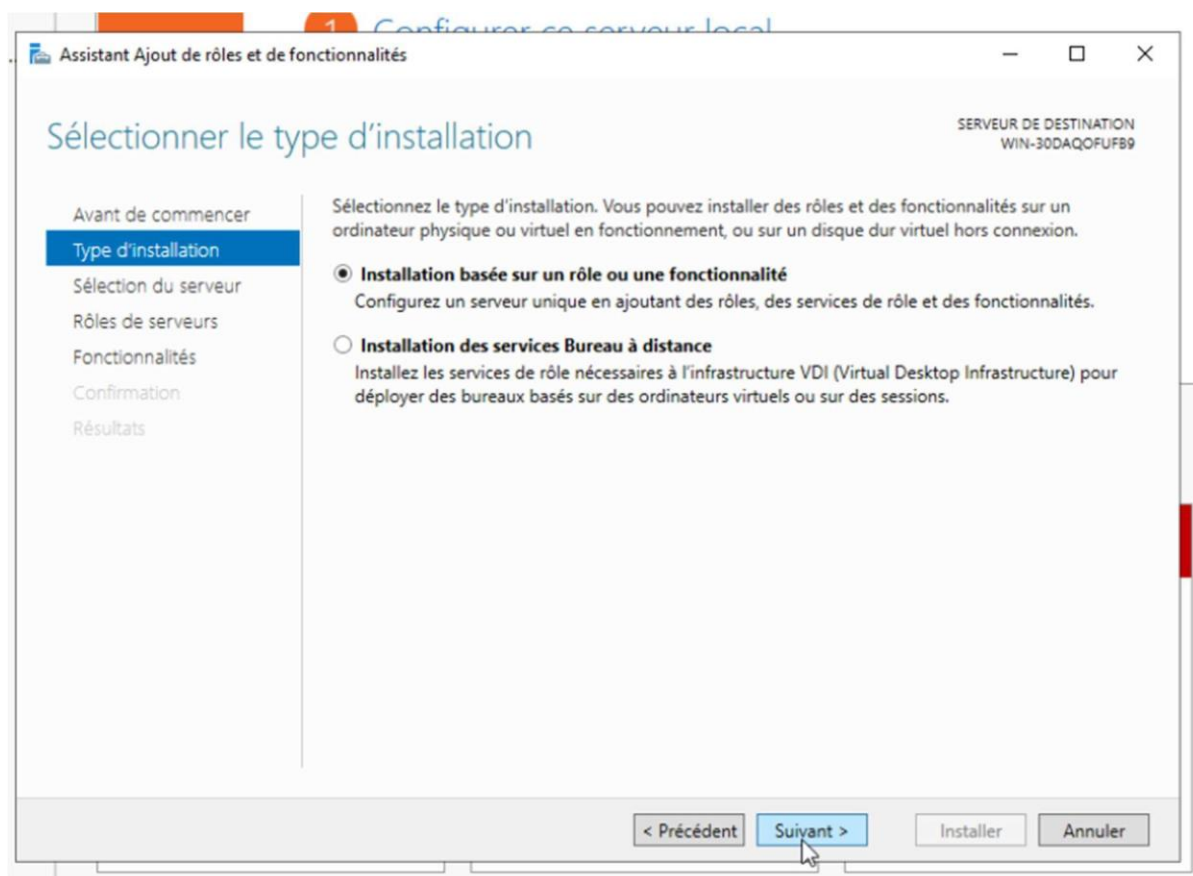 1 Configurer ce serveur local
Assistant Ajout de rôles et de fonctionnalités
Sélectionner le type d'installation
SERVEUR DE DESTINATION
WIN-30DAQOFUFB9
Avant de commencer
Type d'installation
Sélection du serveur
Rôles de serveurs
Fonctionnalités
Confirmation
Résultats
Sélectionnez le type d'installation. Vous pouvez installer des rôles et des fonctionnalités sur un
ordinateur physique ou virtuel en fonctionnement, ou sur un disque dur virtuel hors connexion.
Installation basée sur un rôle ou une fonctionnalité
Configurez un serveur unique en ajoutant des rôles, des services de rôle et des fonctionnalités.
Installation des services Bureau à distance
Installez les services de rôle nécessaires à l'infrastructure VDI (Virtual Desktop Infrastructure) pour
déployer des bureaux basés sur des ordinateurs virtuels ou sur des sessions.
< Précédent
Suivant >
Installer
Annuler